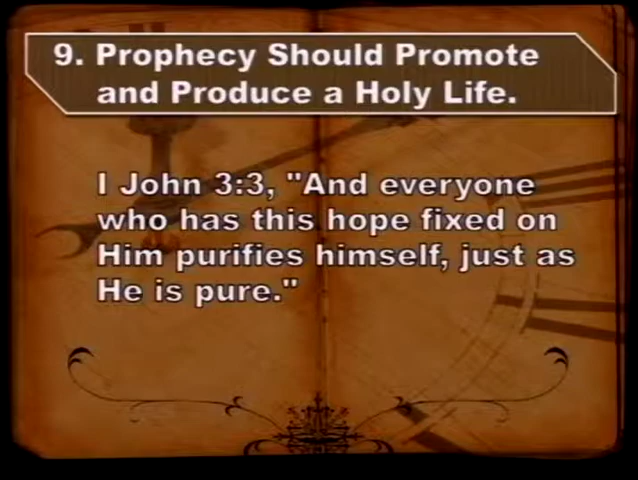 9. Prophecy Should Promote
and Produce a Holy Life.
I John 3:3, "And everyone
who has this hope fixed on
Him purifies himself, just as
He is pure."